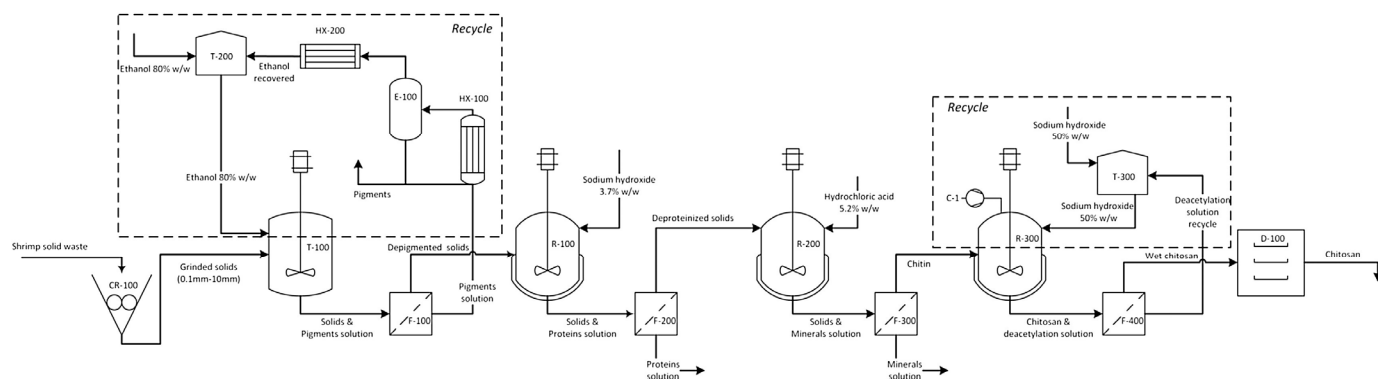 HX-200
Recycle
T-200
Ethanol 80% w/w
Ethanol
recovered
E-100
HX-100
Ethanol 80% w/w
Pigments
Shrimp solid waste
CR-100
Grinded solids
(0.1mm-10mm)
T-100
Solids &
Pigments solution
Depigmented solids
F-100
Pigments
solution
Sodium hydroxide
3.7% w/w
R-100
Solids &
Proteins solution
F-200
Proteins
solution
Deproteinized solids
Hydrochloric acid
5.2% w/w
R-200
Solids &
Minerals solution
F-300
Minerals
solution
Chitin
Recycle
Sodium hydroxide
50% w/w
T-300
C-1
Sodium hydroxide
50% w/w
Deacetylation
solution
recycle
R-300
Chitosan &
deacetylation solution
F-400
Wet chitosan
D-100
Chitosan